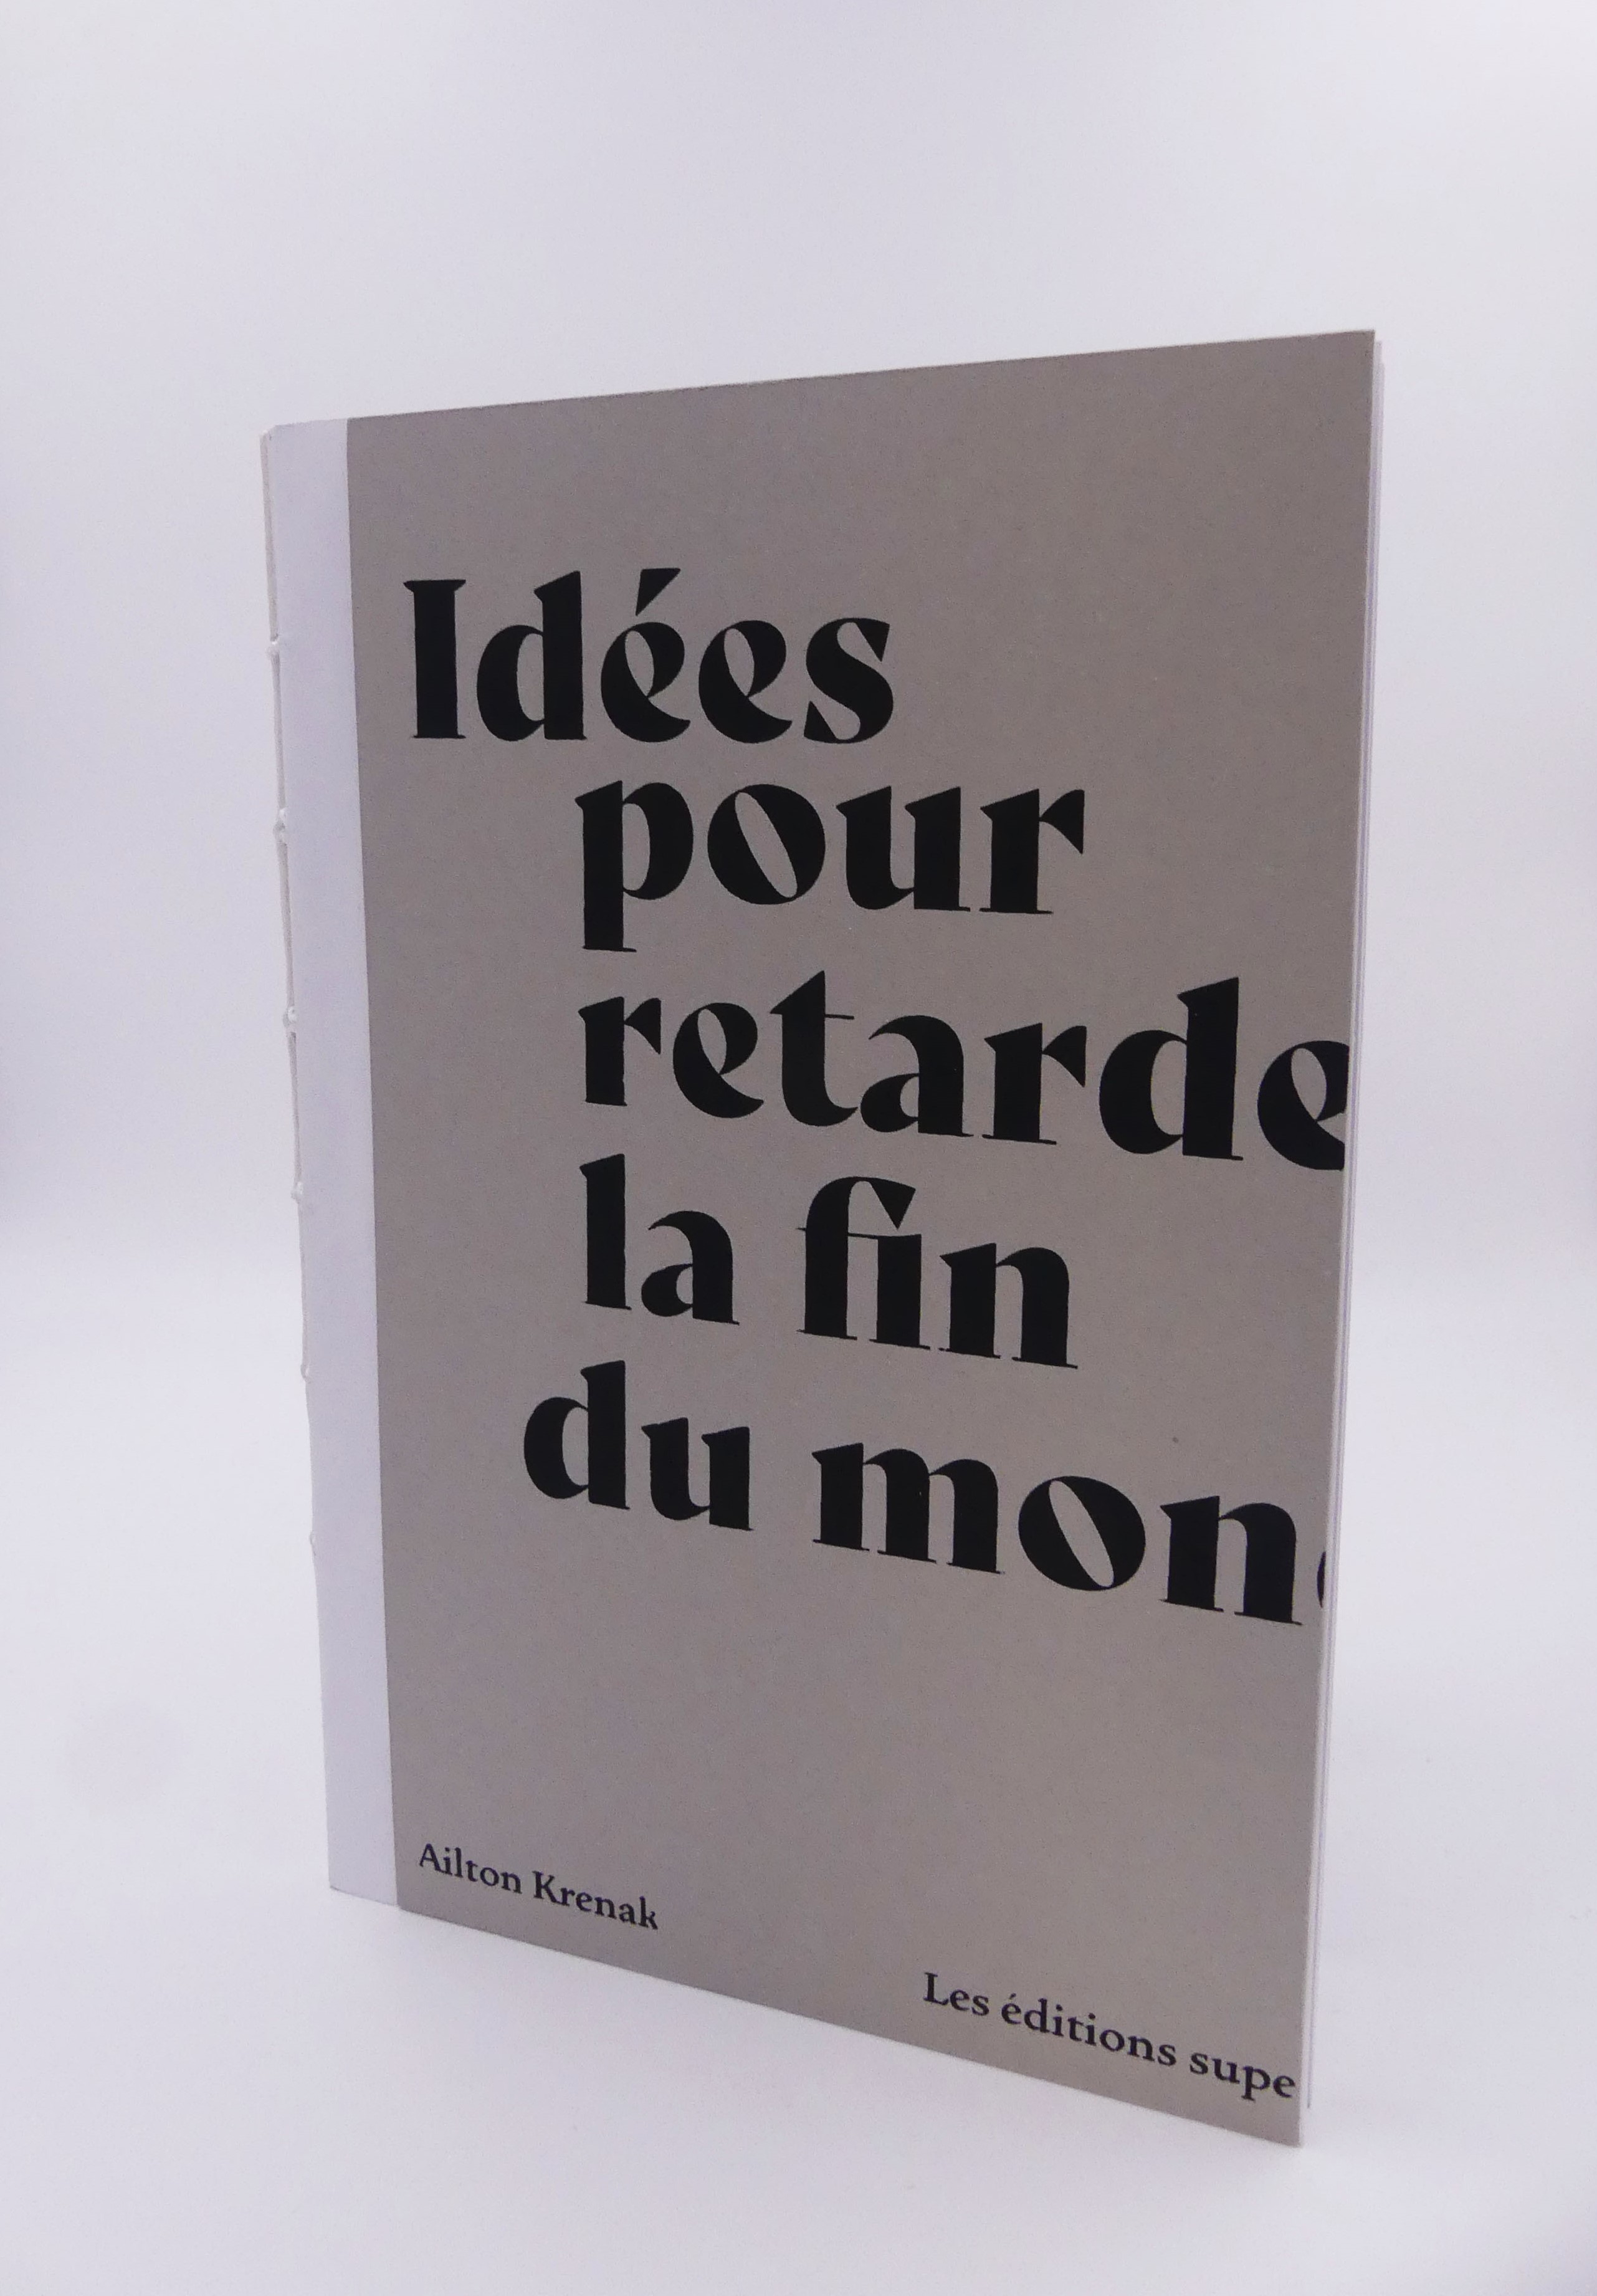 Idées
pour
retarde
la fin
du mon
Ailton Krenak
Les éditions supe